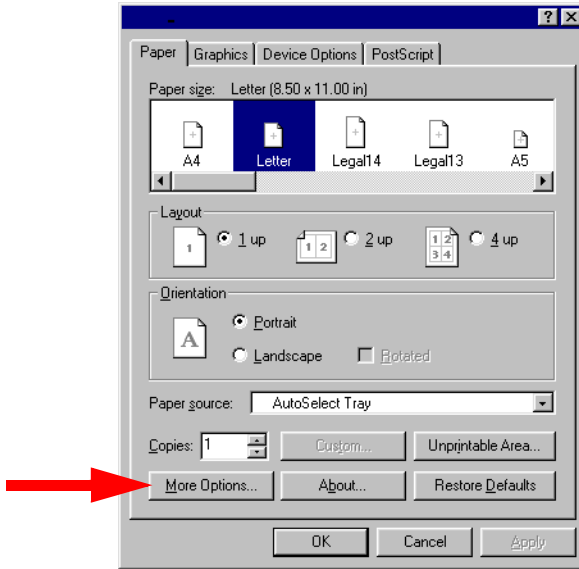 Paper Graphics Device Options PostScript
Paper size: Letter (8.50 x 11.00 in)
A4 Letter Legal14 Legal13 A5
Layout
1 1 up 1 2 2 up 1 2 3 4 4 up
Orientation
A Portrait
Landscape Rotated
Paper source: AutoSelect Tray
Copies: 1 Custom... Unprintable Area...
More Options... About... Restore Defaults
OK Cancel Apply